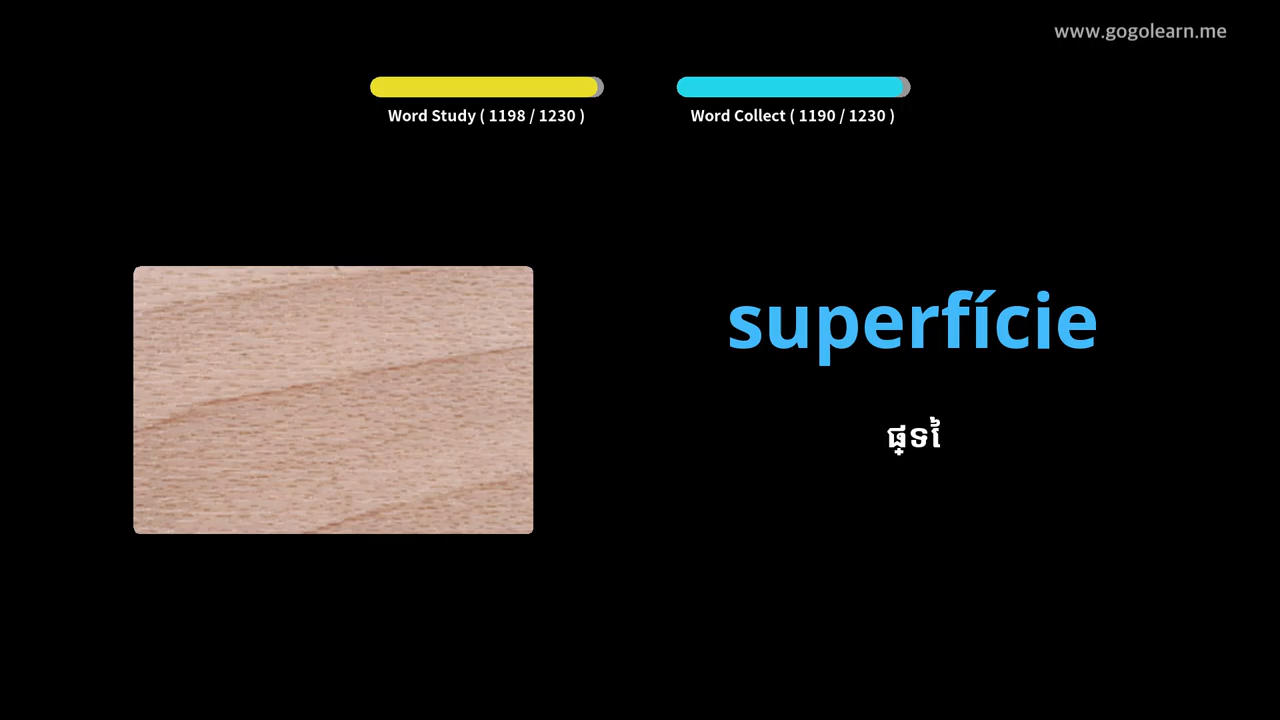 www.gogolearn.me
Word Study ( 1198 / 1230 )
Word Collect ( 1190 / 1230 )
superfície
ផ្ទៃ